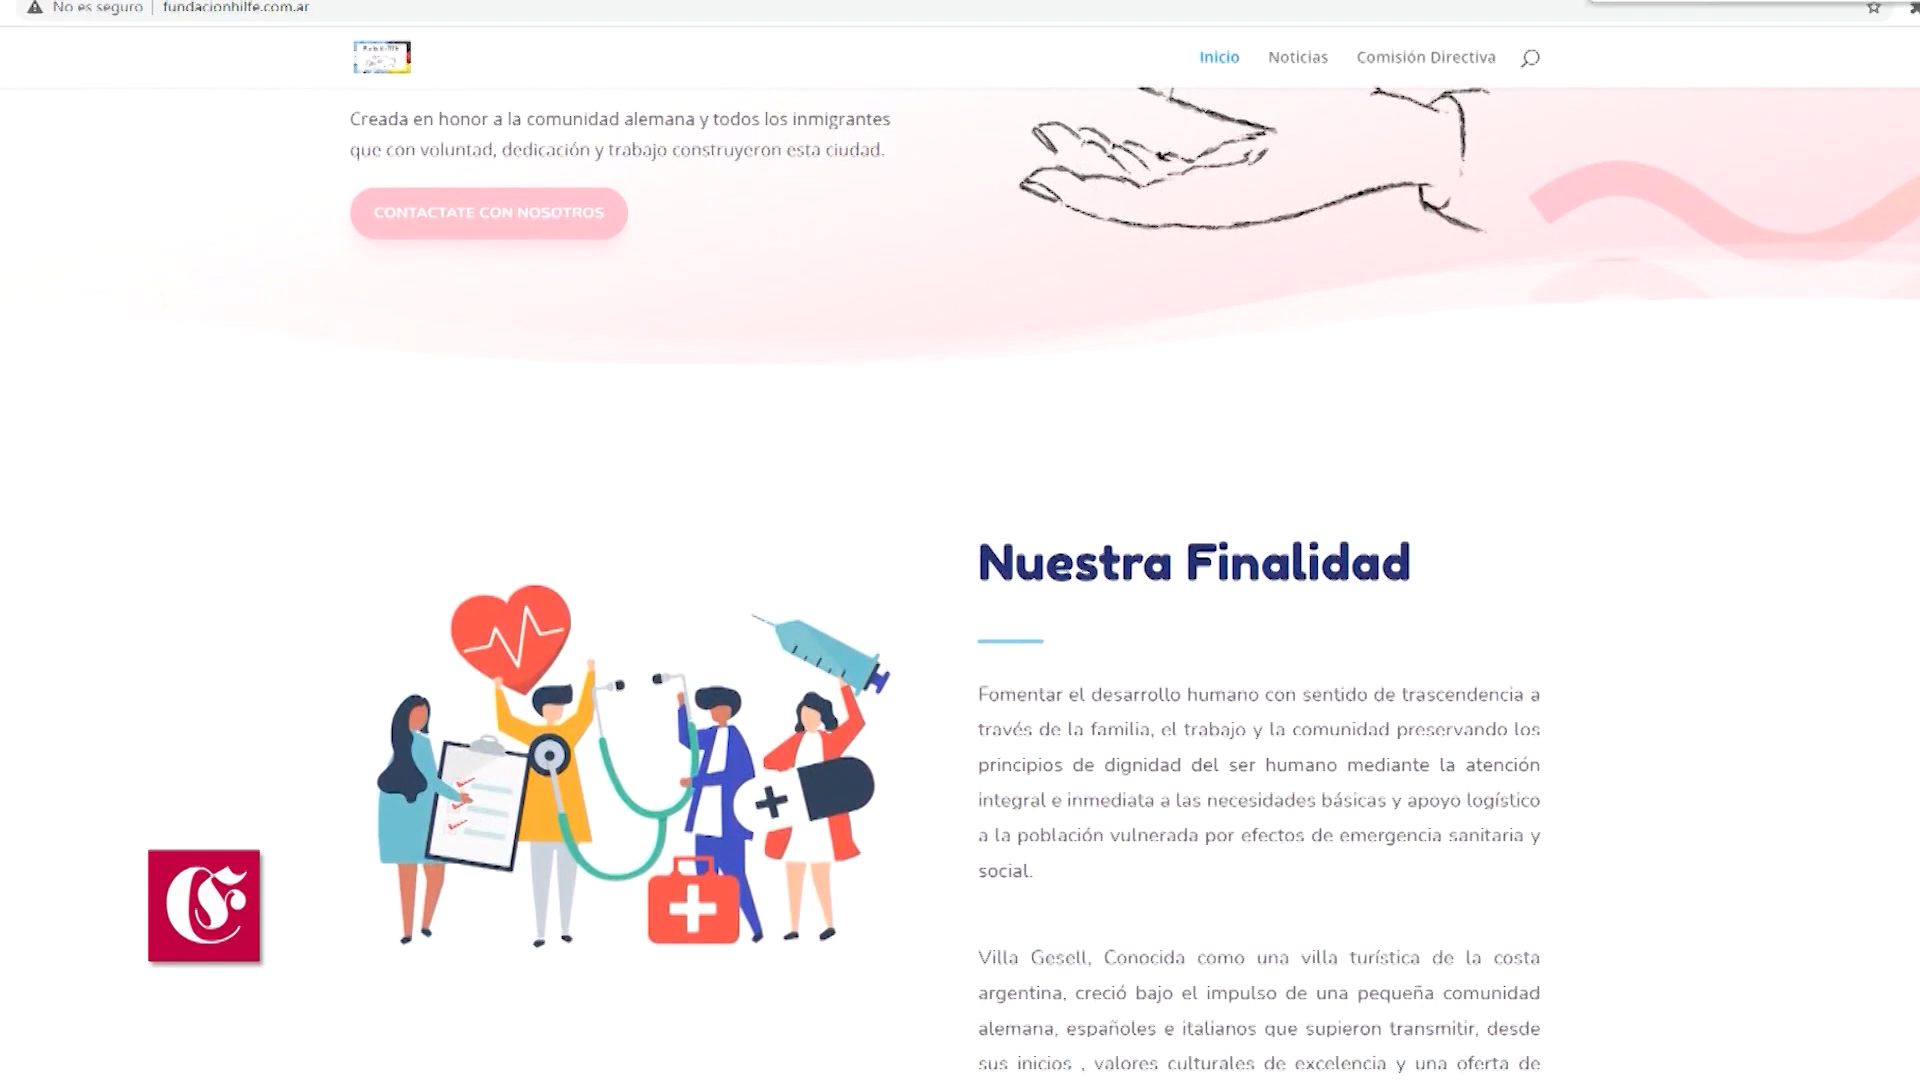 No es seguro | fundacionhilfe.com.ar
Inicio Noticias Comisión Directiva
Creada en honor a la comunidad alemana y todos los inmigrantes
que con voluntad, dedicación y trabajo construyeron esta ciudad.
CONTACTATE CON NOSOTROS
Nuestra Finalidad
Fomentar el desarrollo humano con sentido de trascendencia a
través de la familia, el trabajo y la comunidad preservando los
principios de dignidad del ser humano mediante la atención
integral e inmediata a las necesidades básicas y apoyo logístico
a la población vulnerada por efectos de emergencia sanitaria y
social.
Villa Gesell, Conocida como una villa turística de la costa
argentina, creció bajo el impulso de una pequeña comunidad
alemana, españoles e italianos que supieron transmitir, desde
sus inicios , valores culturales de excelencia y una oferta de